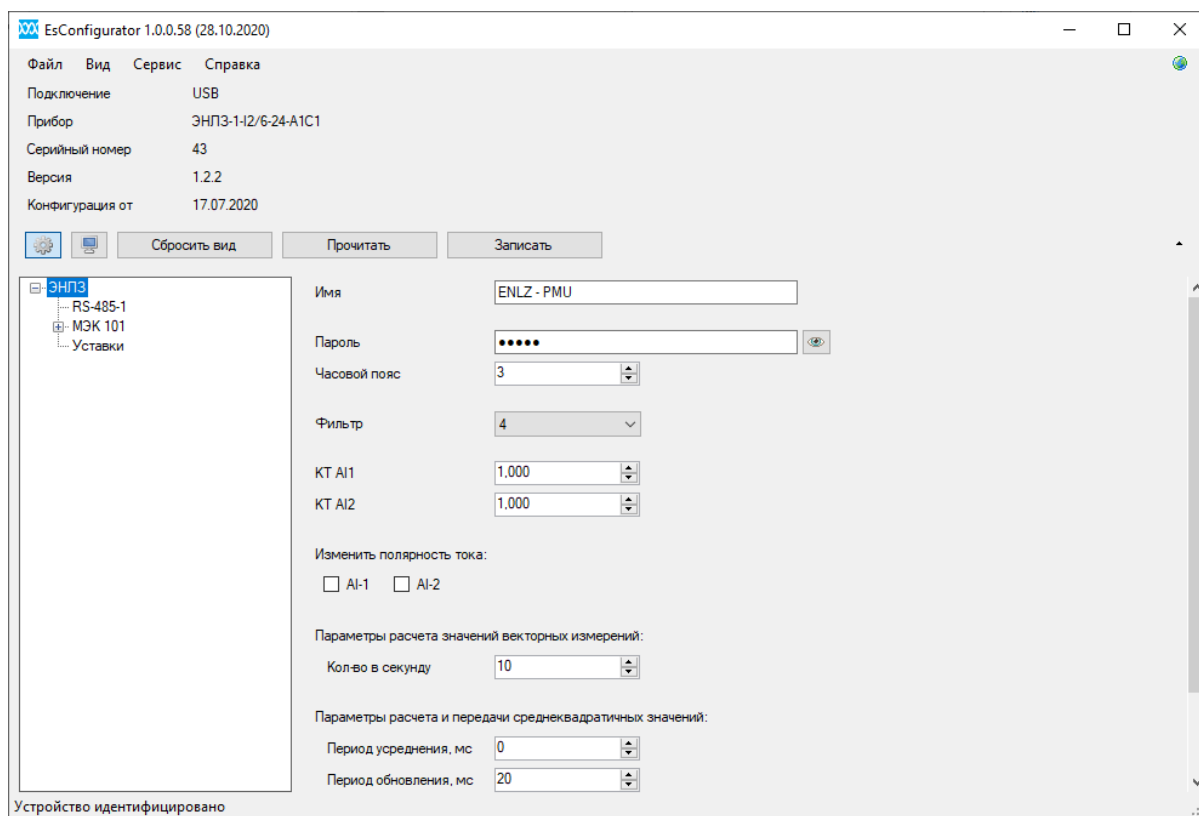 EsConfigurator 1.0.0.58 (28.10.2020)
Файл Вид Сервис Справка
Подключение USB
Прибор ЭНЛЗ-1-I2/6-24-A1C1
Серийный номер 43
Версия 1.2.2
Конфигурация от 17.07.2020
Сбросить вид Прочитать Записать
ЭНЛЗ
RS-485-1
МЭК 101
Уставки
Имя ENLZ - PMU
Пароль •••••
Часовой пояс 3
Фильтр 4
КТ AI1 1,000
КТ AI2 1,000
Изменить полярность тока:
AI-1 AI-2
Параметры расчета значений векторных измерений:
Кол-во в секунду 10
Параметры расчета и передачи среднеквадратичных значений:
Период усреднения, мс 0
Период обновления, мс 20
Устройство идентифицировано